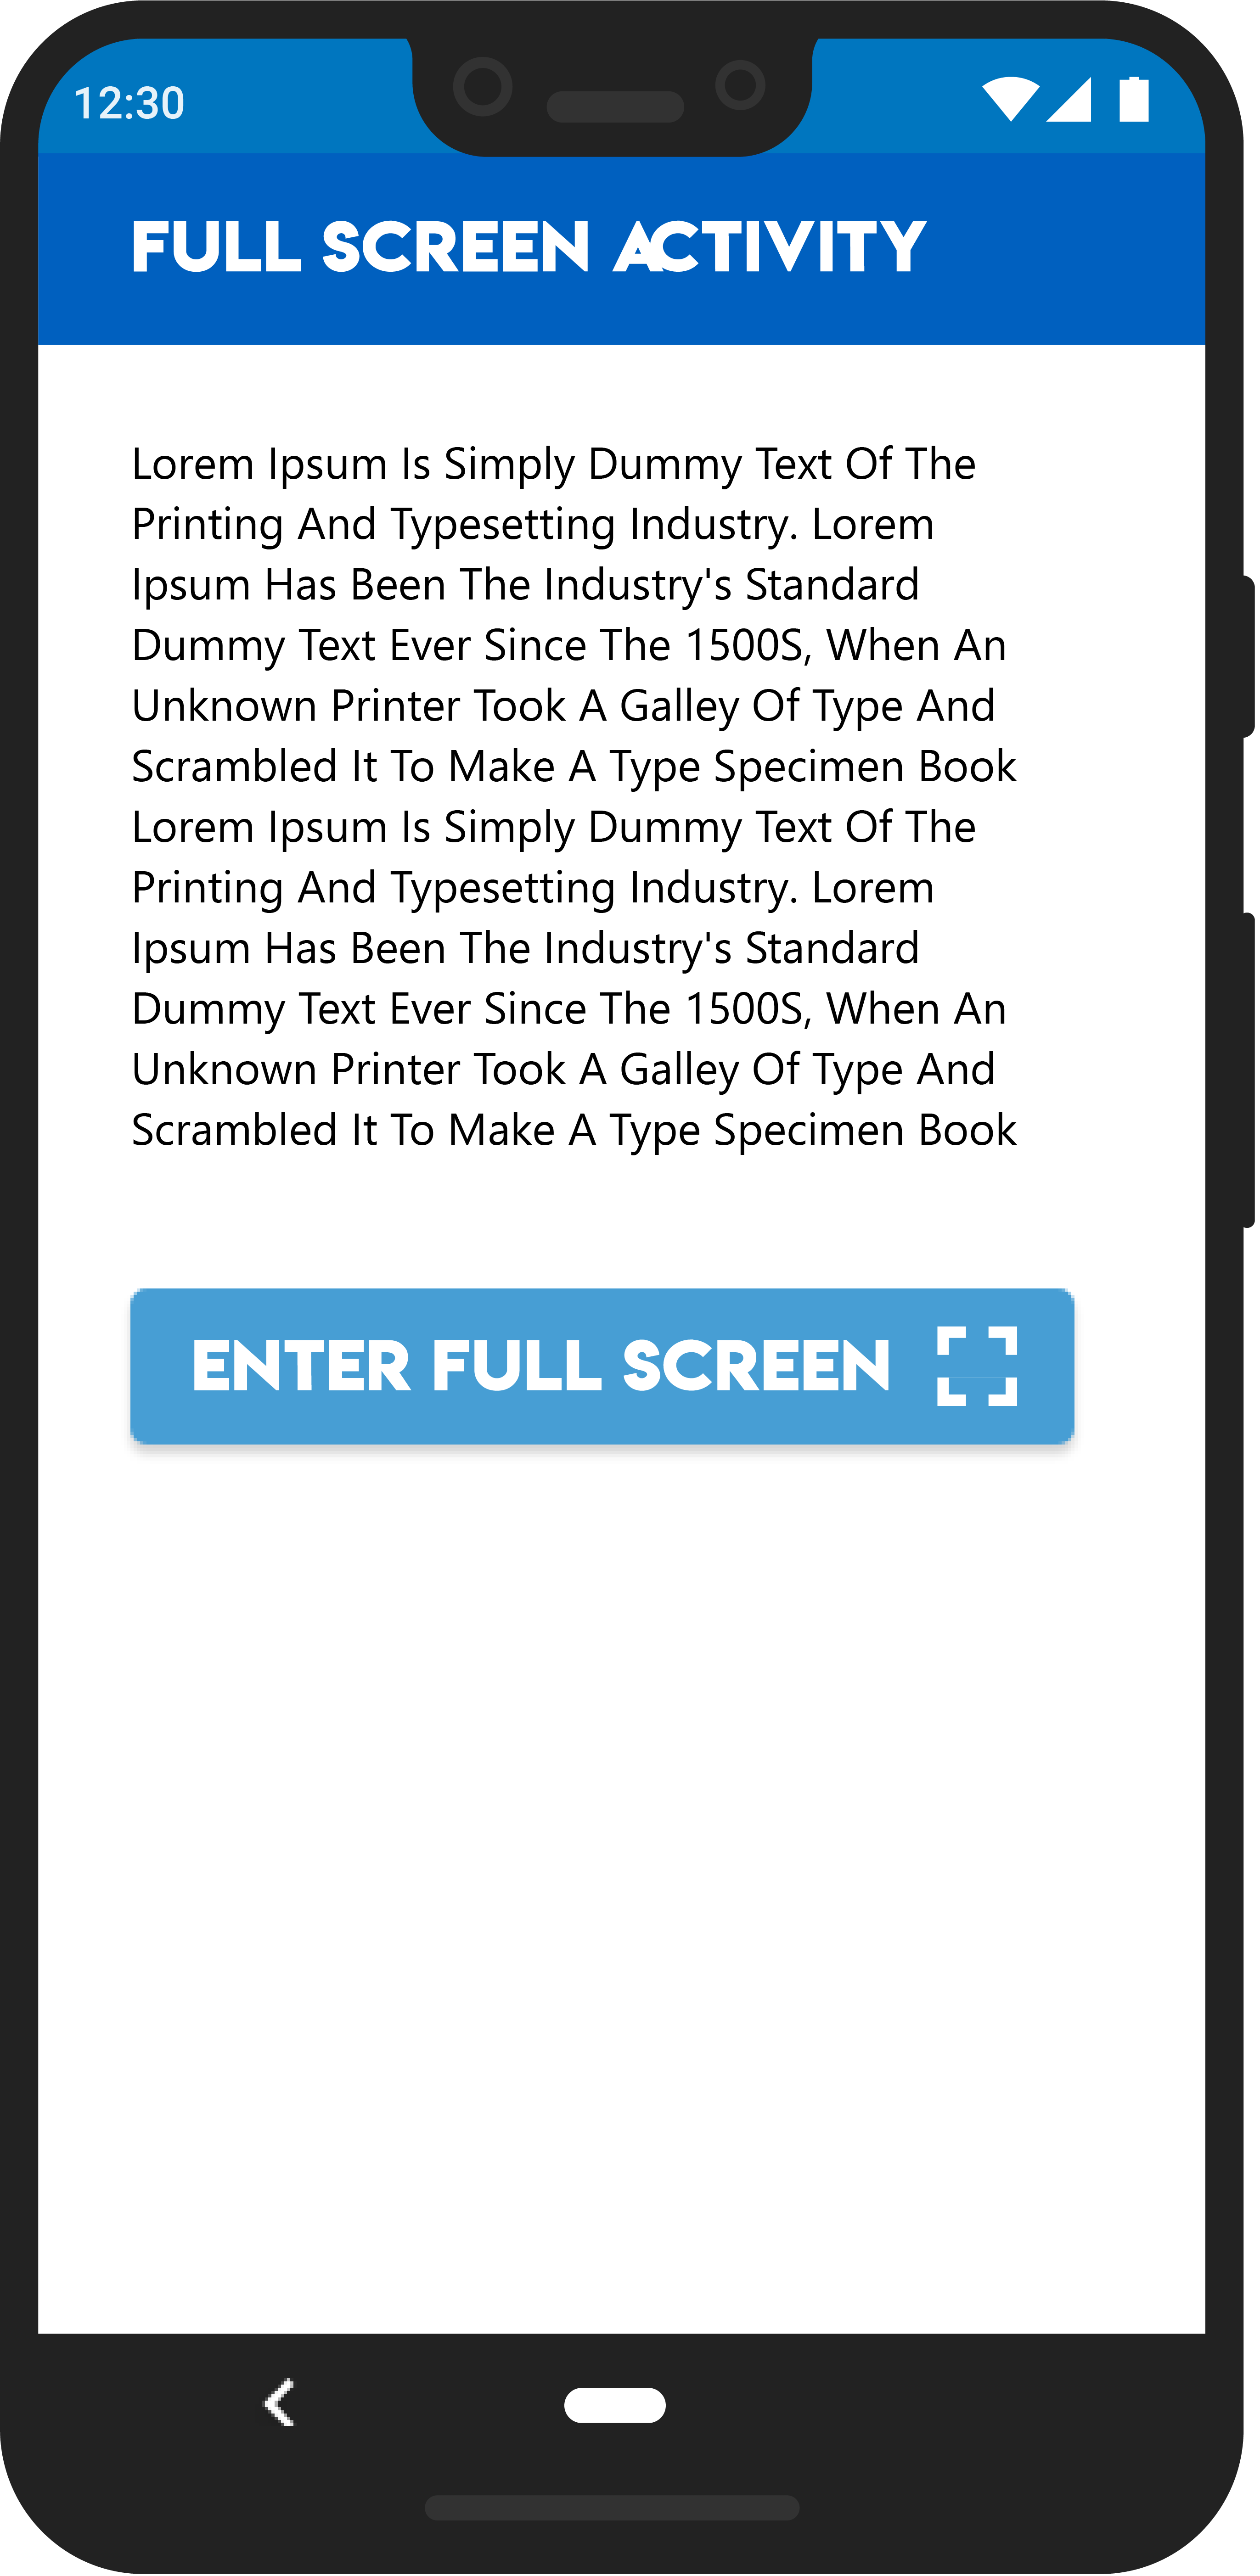 12:30
FULL SCREEN ACTIVITY
Lorem Ipsum Is Simply Dummy Text Of The
Printing And Typesetting Industry. Lorem
Ipsum Has Been The Industry's Standard
Dummy Text Ever Since The 1500S, When An
Unknown Printer Took A Galley Of Type And
Scrambled It To Make A Type Specimen Book
Lorem Ipsum Is Simply Dummy Text Of The
Printing And Typesetting Industry. Lorem
Ipsum Has Been The Industry's Standard
Dummy Text Ever Since The 1500S, When An
Unknown Printer Took A Galley Of Type And
Scrambled It To Make A Type Specimen Book
ENTER FULL SCREEN